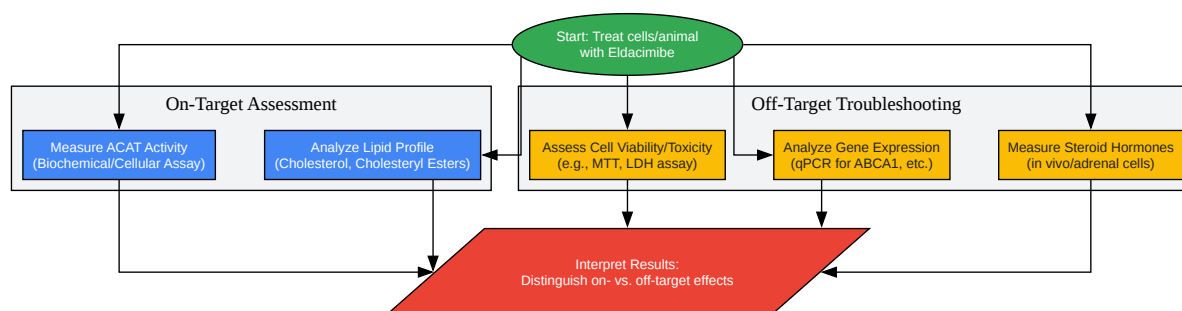 Start: Treat cells/animal
with Eldacimibe
On-Target Assessment
Off-Target Troubleshooting
Measure ACAT Activity
(Biochemical/Cellular Assay)
Analyze Lipid Profile
(Cholesterol, Cholesteryl Esters)
Assess Cell Viability/Toxicity
(e.g., MTT, LDH assay)
Analyze Gene Expression
(qPCR for ABCA1, etc.)
Measure Steroid Hormones
(in vivo/adrenal cells)
Interpret Results:
Distinguish on- vs. off-target effects